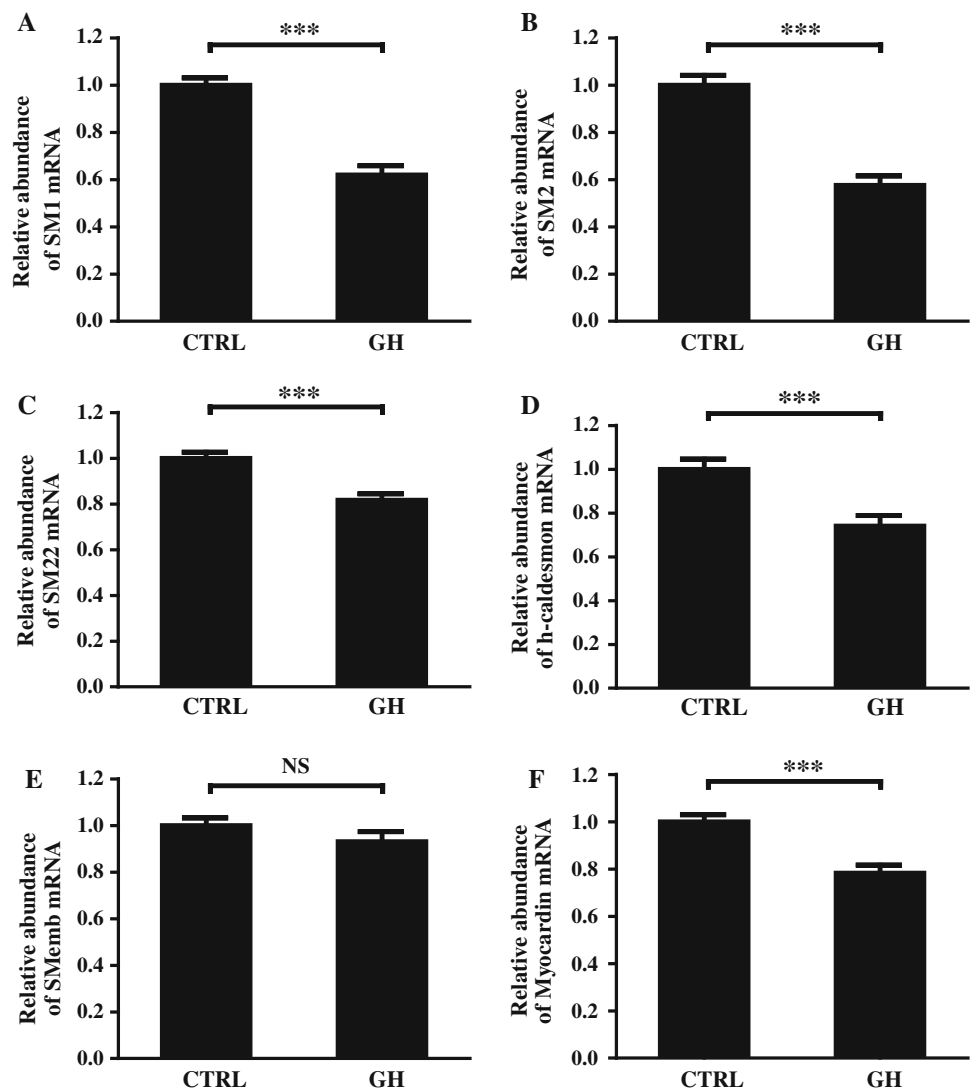 A
Relative abundance
of SM1 mRNA
1.2
1.0
0.8
0.6
0.4
0.2
0.0
***
CTRL
GH
B
Relative abundance
of SM2 mRNA
1.2
1.0
0.8
0.6
0.4
0.2
0.0
***
CTRL
GH
C
Relative abundance
of SM22 mRNA
1.2
1.0
0.8
0.6
0.4
0.2
0.0
***
CTRL
GH
D
Relative abundance
of h-caldesmon mRNA
1.2
1.0
0.8
0.6
0.4
0.2
0.0
***
CTRL
GH
E
Relative abundance
of SMemb mRNA
1.2
1.0
0.8
0.6
0.4
0.2
0.0
NS
CTRL
GH
F
Relative abundance
of Myocardin mRNA
1.2
1.0
0.8
0.6
0.4
0.2
0.0
***
CTRL
GH